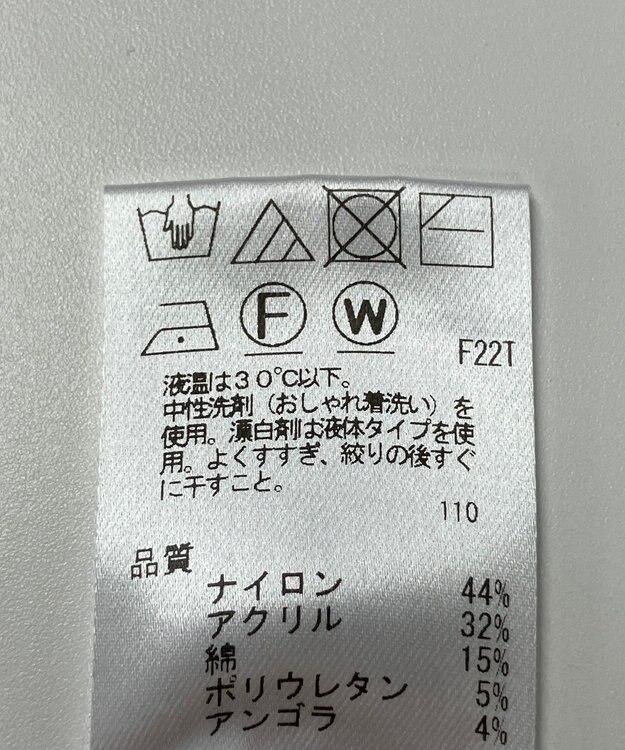 F W F22T
液温は30℃以下。
中性洗剤（おしゃれ着洗い）を
使用。漂白剤は液体タイプを使
用。よくすすぎ、絞りの後すぐ
に干すこと。
110
品質
ナイロン 44%
アクリル 32%
綿 15%
ポリウレタン 5%
アンゴラ 4%